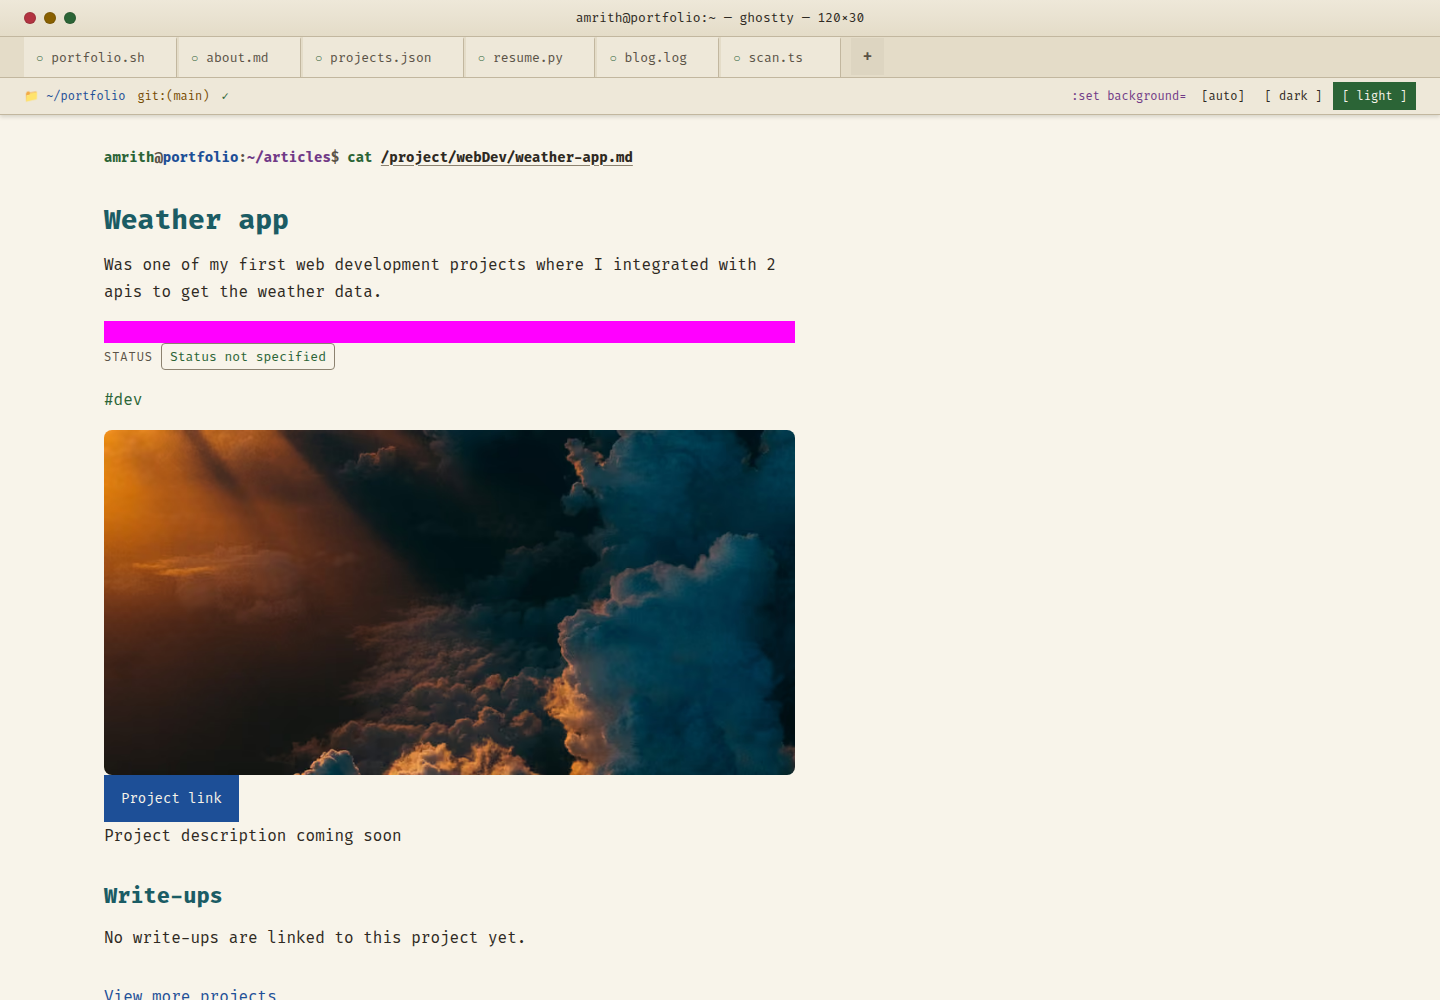 amrith@portfolio:~ — ghostty — 120×30
portfolio.sh
about.md
projects.json
resume.py
blog.log
scan.ts
+
~/portfolio git:(main) ✓
:set background= [auto] [ dark ] [ light ]
amrith@portfolio:~/articles$ cat /project/webDev/weather-app.md
Weather app
Was one of my first web development projects where I integrated with 2
apis to get the weather data.
STATUS Status not specified
#dev
Project link
Project description coming soon
Write-ups
No write-ups are linked to this project yet.
View more projects